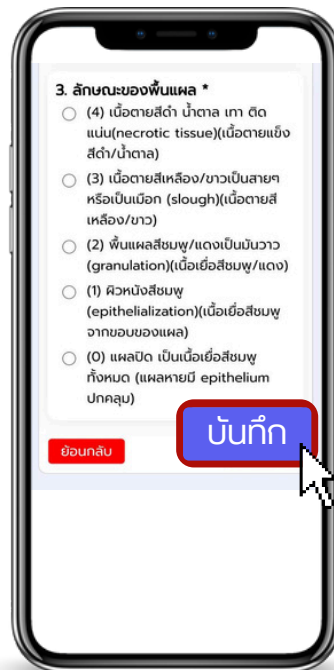 3. ลักษณะของพื้นแผล *
(4) เนื้อตายสีดำ น้ำตาล เทา ติด
แน่น(necrotic tissue)(เนื้อตายแข็ง
สีดำ/น้ำตาล)
(3) เนื้อตายสีเหลือง/ขาวเป็นสายๆ
หรือเป็นเมือก (slough)(เนื้อตายสี
เหลือง/ขาว)
(2) พื้นแผลสีชมพู/แดงเป็นมันวาว
(granulation)(เนื้อเยื่อสีชมพู/แดง)
(1) ผิวหนังสีชมพู
(epithelialization)(เนื้อเยื่อสีชมพู
จากขอบของแผล)
(0) แผลปิด เป็นเนื้อเยื่อสีชมพู
ทั้งหมด (แผลหายมี epithelium
ปกคลุม)
บันทึก
ย้อนกลับ